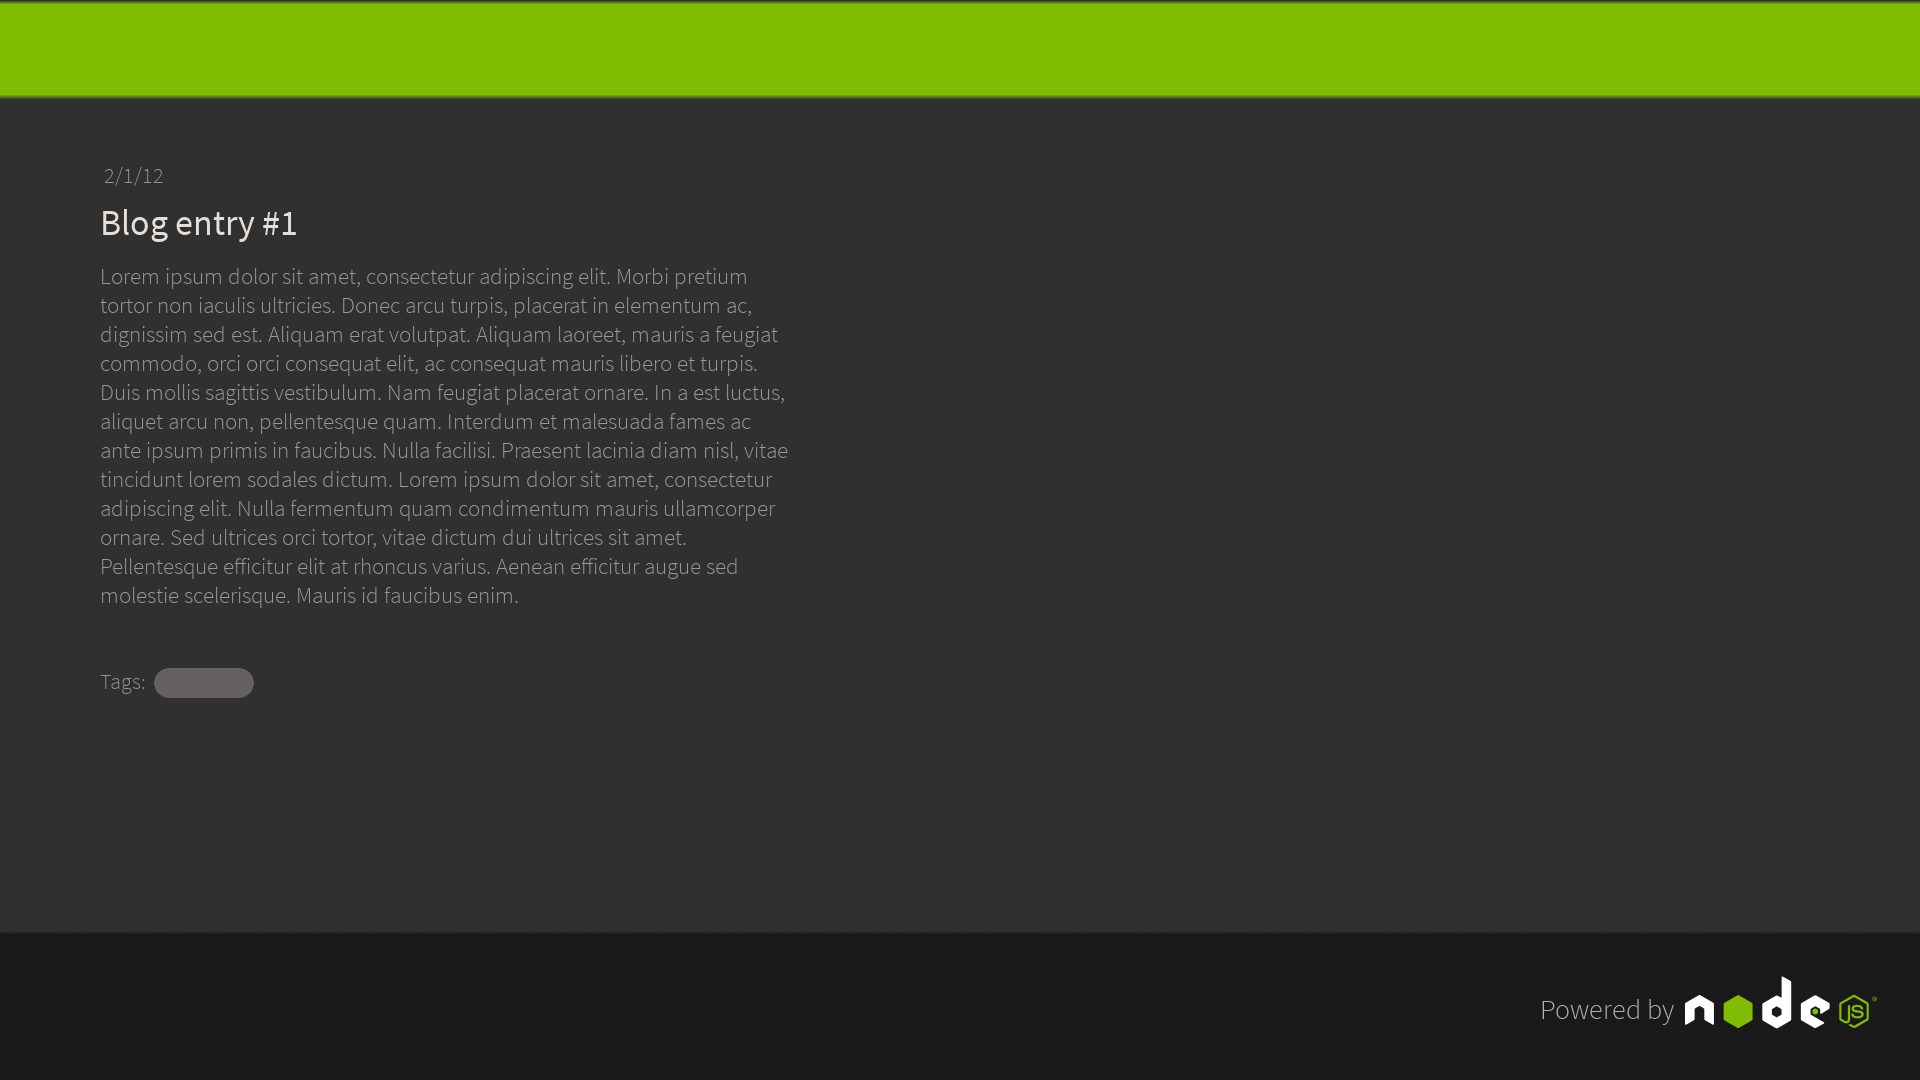 2/1/12
Blog entry #1
Lorem ipsum dolor sit amet, consectetur adipiscing elit. Morbi pretium
tortor non iaculis ultricies. Donec arcu turpis, placerat in elementum ac,
dignissim sed est. Aliquam erat volutpat. Aliquam laoreet, mauris a feugiat
commodo, orci orci consequat elit, ac consequat mauris libero et turpis.
Duis mollis sagittis vestibulum. Nam feugiat placerat ornare. In a est luctus,
aliquet arcu non, pellentesque quam. Interdum et malesuada fames ac
ante ipsum primis in faucibus. Nulla facilisi. Praesent lacinia diam nisl, vitae
tincidunt lorem sodales dictum. Lorem ipsum dolor sit amet, consectetur
adipiscing elit. Nulla fermentum quam condimentum mauris ullamcorper
ornare. Sed ultrices orci tortor, vitae dictum dui ultrices sit amet.
Pellentesque efficitur elit at rhoncus varius. Aenean efficitur augue sed
molestie scelerisque. Mauris id faucibus enim.
Tags:
Powered by node JS®